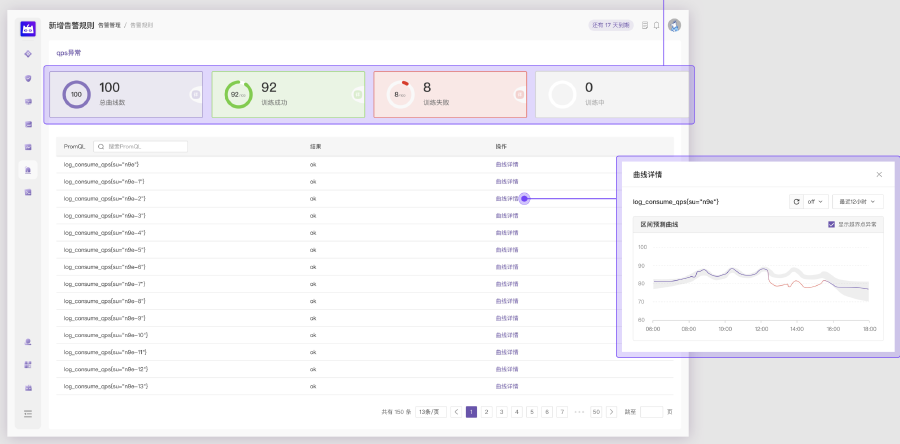 新增告警规则 告警管理 / 告警规则
还有 17 天到期
qps异常
100 100 总曲线数
92/100 92 训练成功
8/100 8 训练失败
0 训练中
PromQL 搜索PromQL 结果 操作
log_consume_qps{su="n9e"} ok 曲线详情
log_consume_qps{su="n9e-1"} ok 曲线详情
log_consume_qps{su="n9e-2"} ok 曲线详情
log_consume_qps{su="n9e-3"} ok 曲线详情
log_consume_qps{su="n9e-4"} ok 曲线详情
log_consume_qps{su="n9e-5"} ok 曲线详情
log_consume_qps{su="n9e-6"} ok 曲线详情
log_consume_qps{su="n9e-7"} ok 曲线详情
log_consume_qps{su="n9e-8"} ok 曲线详情
log_consume_qps{su="n9e-9"} ok 曲线详情
log_consume_qps{su="n9e-10"} ok 曲线详情
log_consume_qps{su="n9e-11"} ok 曲线详情
log_consume_qps{su="n9e-12"} ok 曲线详情
log_consume_qps{su="n9e-13"} ok 曲线详情
共有 150 条 13条/页 1 2 3 4 5 6 7 ··· 50 跳至 页
曲线详情
log_consume_qps{su="n9e"} off 最近12小时
区间预测曲线 显示超界点异常
100
90
80
70
60
06:00 08:00 10:00 12:00 14:00 16:00 18:00